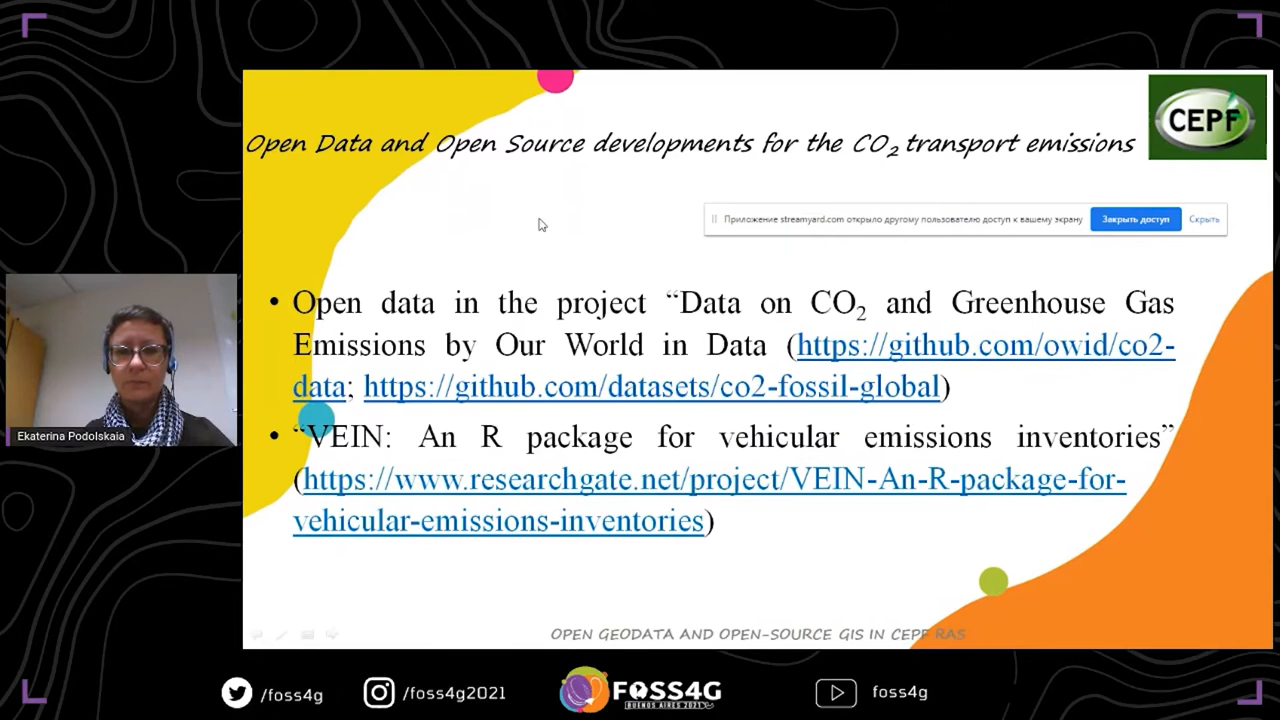 Open Data and Open Source developments for the CO2 transport emissions
CEPF
Приложение streamyard.com открыло другому пользователю доступ к вашему экрану
Закрыть доступ
Скрыть
• Open data in the project “Data on CO2 and Greenhouse Gas
Emissions by Our World in Data (https://github.com/owid/co2-
data; https://github.com/datasets/co2-fossil-global)
• “VEIN: An R package for vehicular emissions inventories”
(https://www.researchgate.net/project/VEIN-An-R-package-for-
vehicular-emissions-inventories)
Ekaterina Podolskaia
OPEN GEODATA AND OPEN-SOURCE GIS IN CEPF RAS
/foss4g
/foss4g2021
FOSS4G
BUENOS AIRES 2021
foss4g